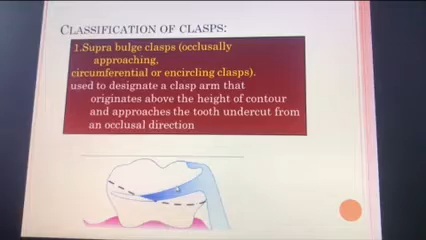 CLASSIFICATION OF CLASPS:
1.Supra bulge clasps (occlusally
approaching,
circumferential or encircling clasps).
used to designate a clasp arm that
originates above the height of contour
and approaches the tooth undercut from
an occlusal direction